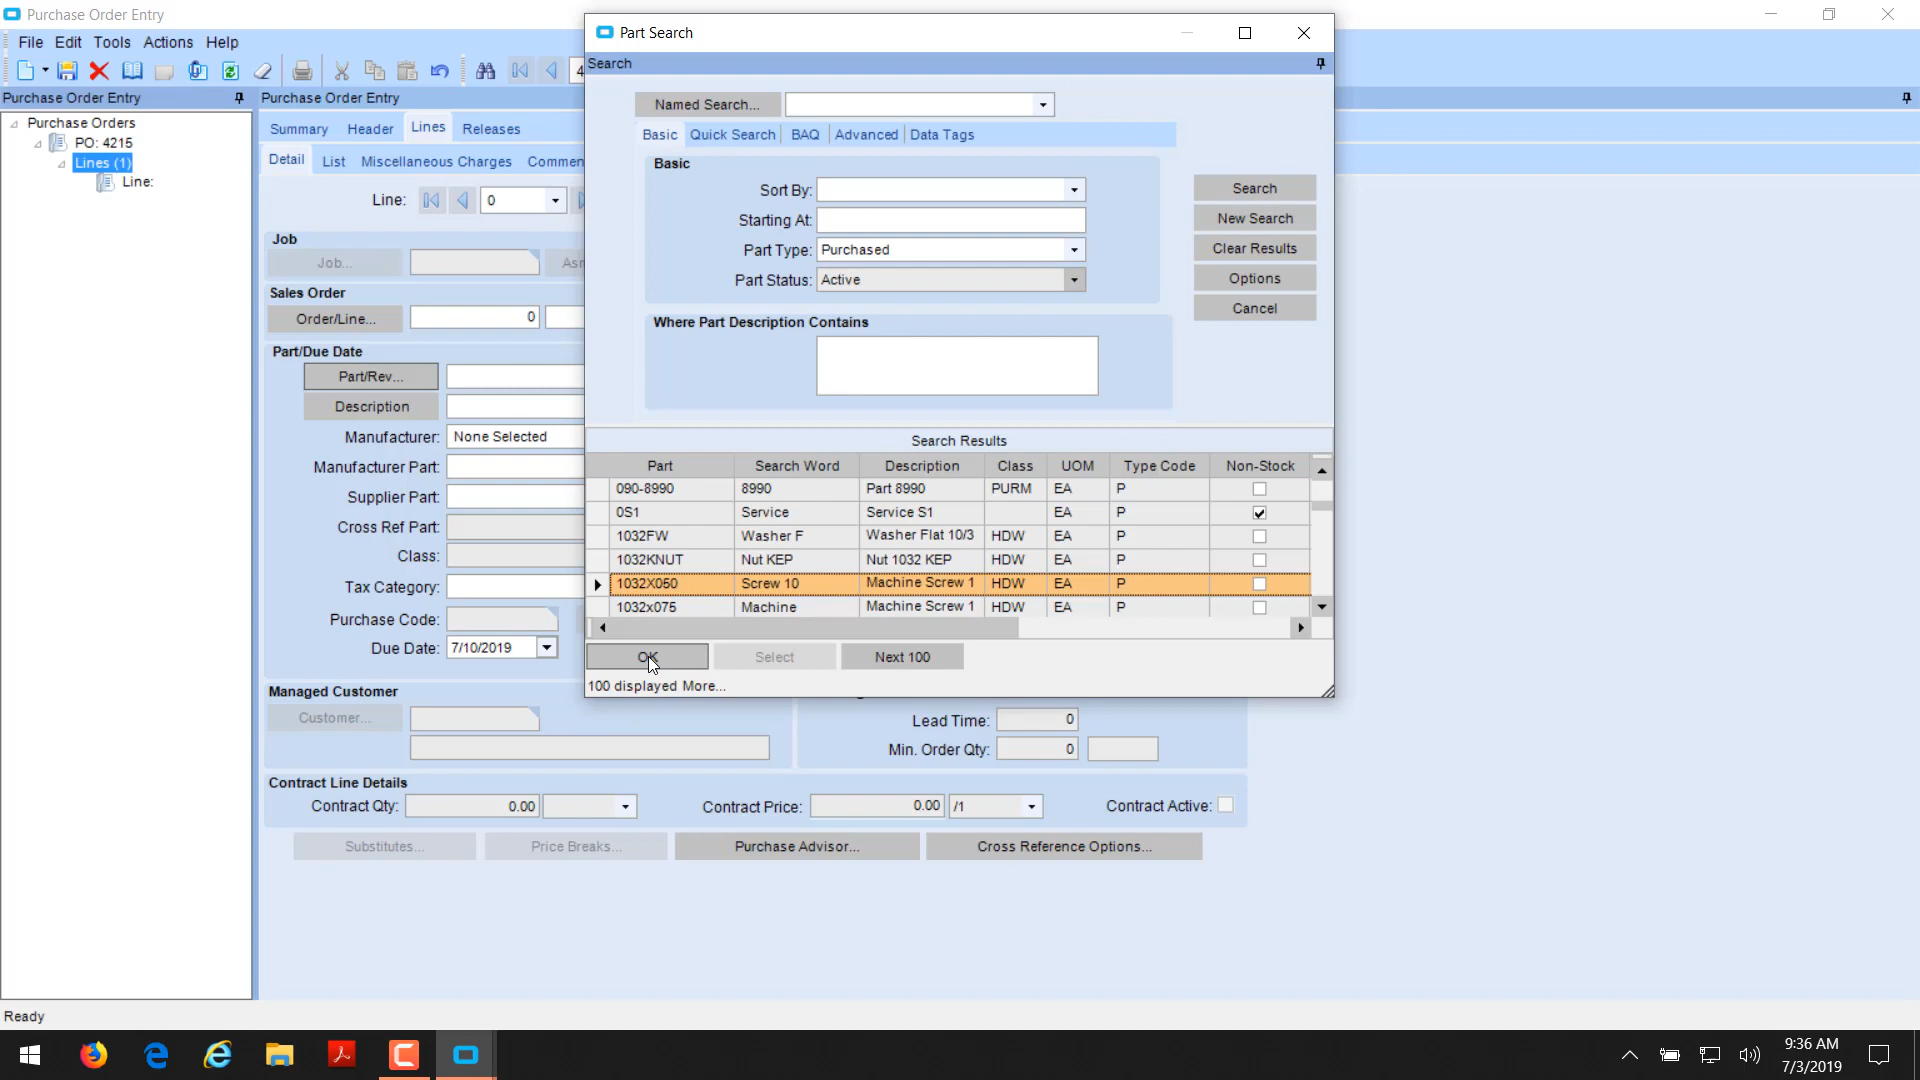 Purchase Order Entry
File Edit Tools Actions Help
4
Purchase Order Entry
Purchase Orders
PO: 4215
Lines (1)
Line:
Purchase Order Entry
Summary Header Lines Releases
Detail List Miscellaneous Charges Commen
Line: 0
Job
Job... Asm
Sales Order
Order/Line... 0
Part/Due Date
Part/Rev...
Description
Manufacturer: None Selected
Manufacturer Part:
Supplier Part:
Cross Ref Part:
Class:
Tax Category:
Purchase Code:
Due Date: 7/10/2019
Managed Customer
Customer...
Lead Time: 0
Min. Order Qty: 0
Contract Line Details
Contract Qty: 0.00 Contract Price: 0.00 /1 Contract Active:
Substitutes... Price Breaks... Purchase Advisor... Cross Reference Options...
Part Search
Search
Named Search...
Basic Quick Search BAQ Advanced Data Tags
Basic
Sort By:
Starting At:
Part Type: Purchased
Part Status: Active
Where Part Description Contains
Search
New Search
Clear Results
Options
Cancel
Search Results
Part Search Word Description Class UOM Type Code Non-Stock
090-8990 8990 Part 8990 PURM EA P
0S1 Service Service S1 EA P
1032FW Washer F Washer Flat 10/3 HDW EA P
1032KNUT Nut KEP Nut 1032 KEP HDW EA P
1032X050 Screw 10 Machine Screw 1 HDW EA P
1032x075 Machine Machine Screw 1 HDW EA P
OK Select Next 100
100 displayed More...
Ready
9:36 AM
7/3/2019